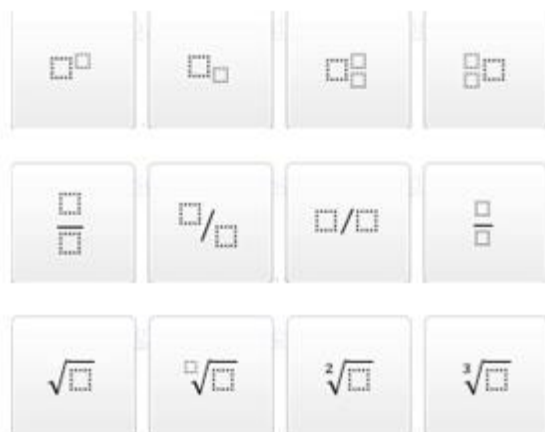 / /
√ √ 2√ 3√